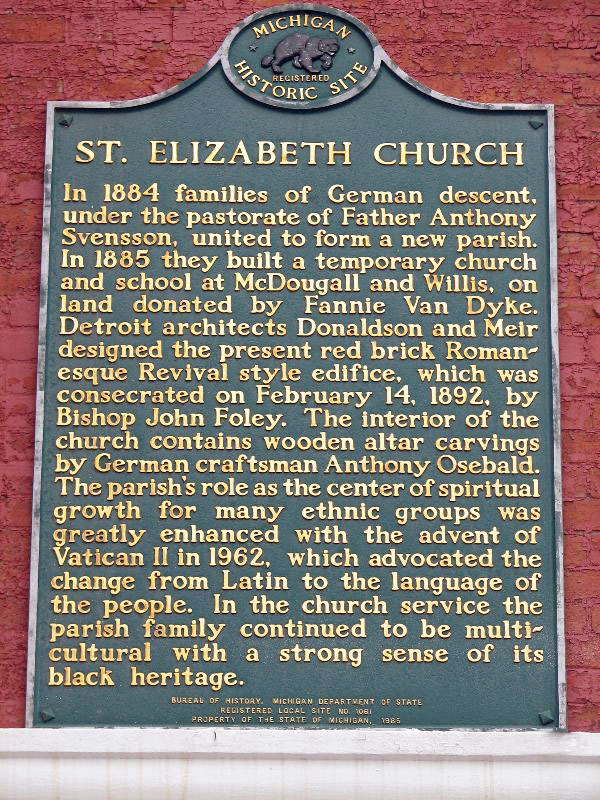 MICHIGAN
REGISTERED
HISTORIC SITE
ST. ELIZABETH CHURCH
In 1884 families of German descent,
under the pastorate of Father Anthony
Svensson, united to form a new parish.
In 1885 they built a temporary church
and school at McDougall and Willis, on
land donated by Fannie Van Dyke.
Detroit architects Donaldson and Meir
designed the present red brick Roman-
esque Revival style edifice, which was
consecrated on February 14, 1892, by
Bishop John Foley. The interior of the
church contains wooden altar carvings
by German craftsman Anthony Osebald.
The parish's role as the center of spiritual
growth for many ethnic groups was
greatly enhanced with the advent of
Vatican II in 1962, which advocated the
change from Latin to the language of
the people. In the church service the
parish family continued to be multi-
cultural with a strong sense of its
black heritage.
BUREAU OF HISTORY, MICHIGAN DEPARTMENT OF STATE
REGISTERED LOCAL SITE NO. 1061
PROPERTY OF THE STATE OF MICHIGAN, 1985